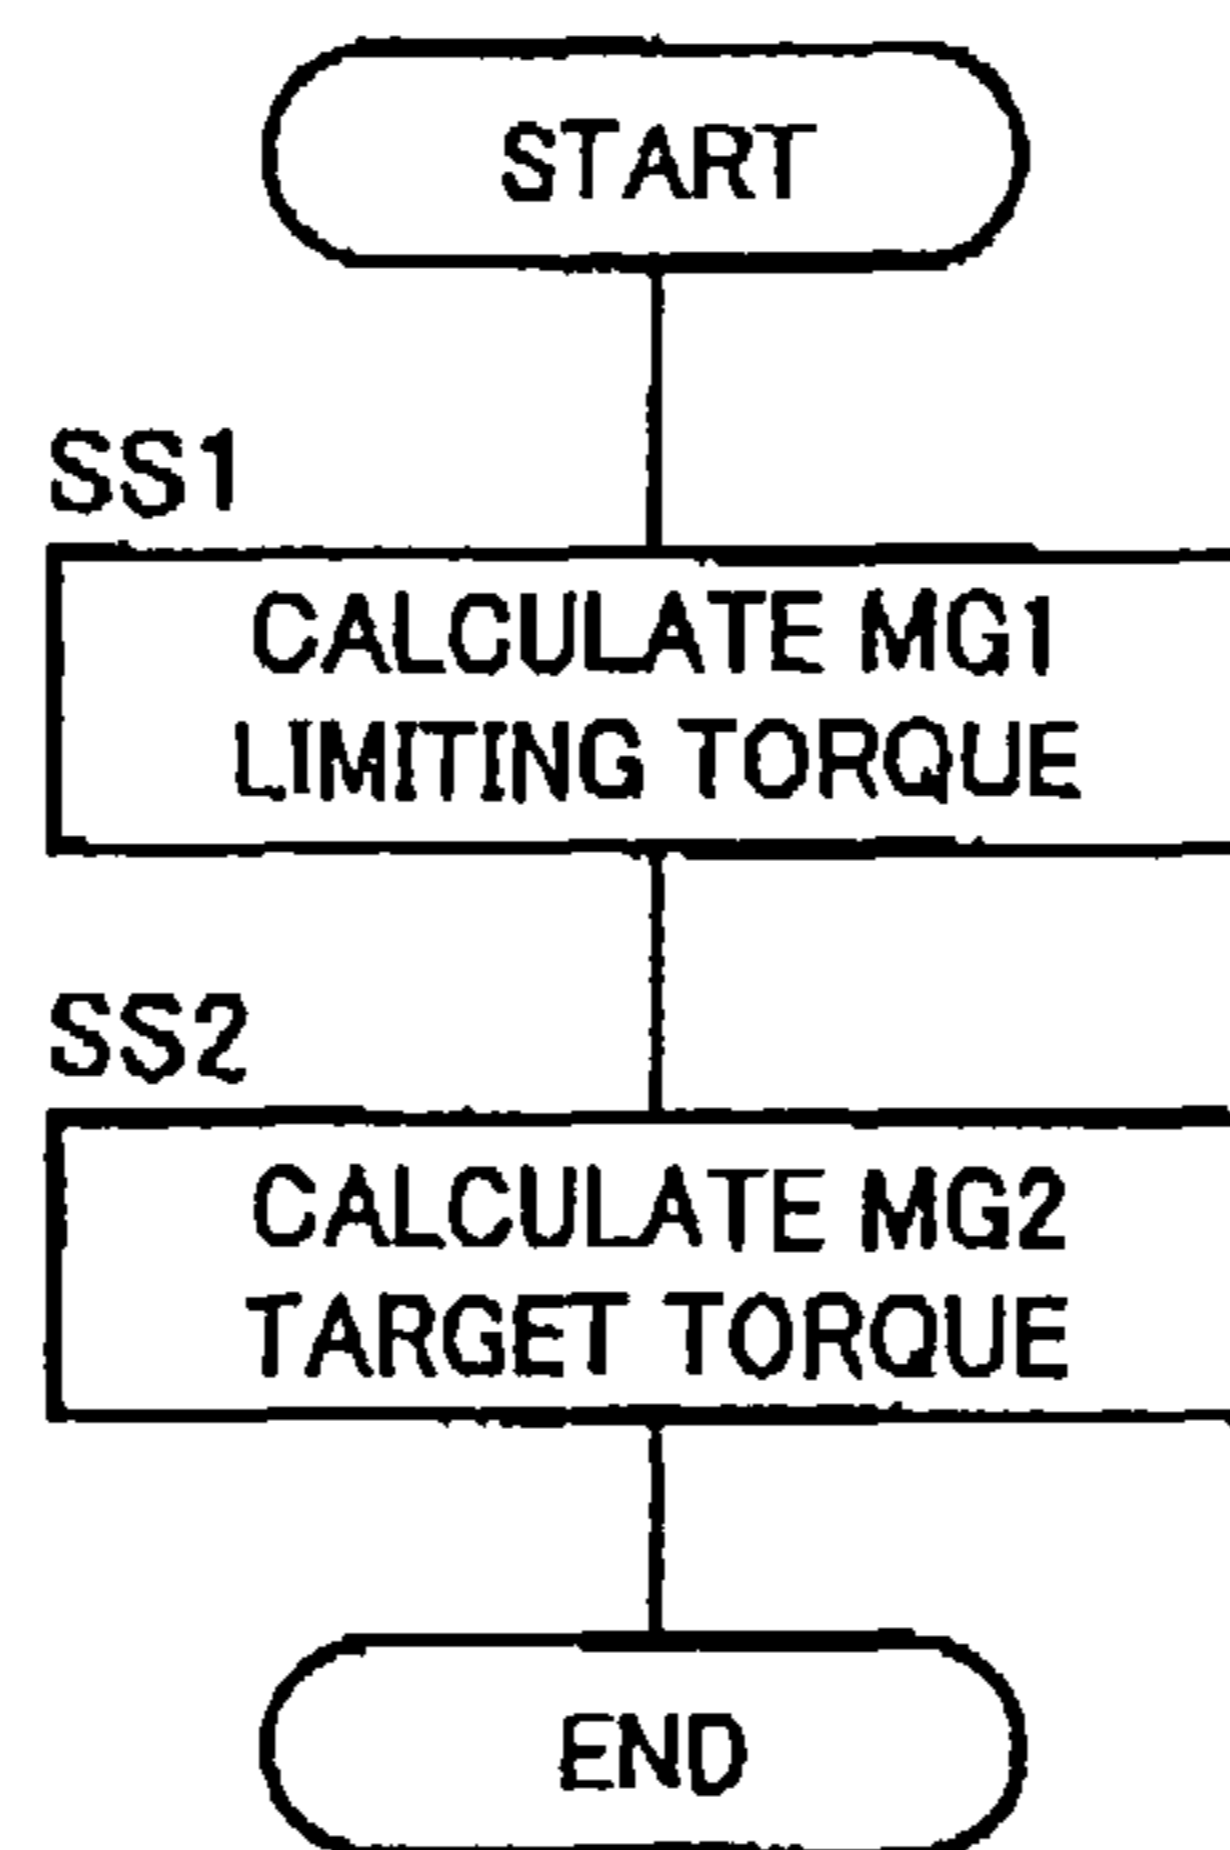 START
SS1
CALCULATE MG1
LIMITING TORQUE
SS2
CALCULATE MG2
TARGET TORQUE
END